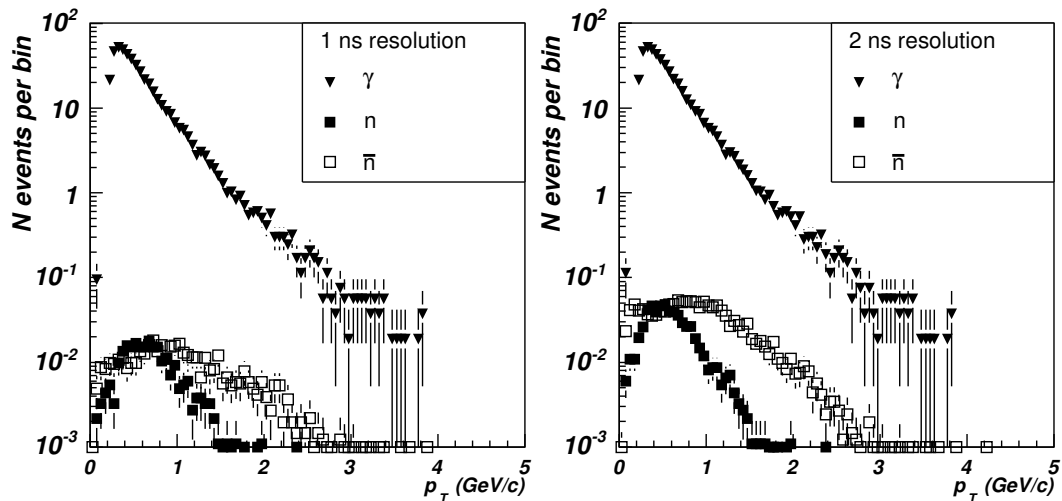 N events per bin
10²
10
1
10⁻¹
10⁻²
10⁻³
1 ns resolution
γ
n
n̅
0 1 2 3 4
p_T (GeV/c)
N events per bin
10²
10
1
10⁻¹
10⁻²
10⁻³
2 ns resolution
γ
n
n̅
0 1 2 3 4
p_T (GeV/c)